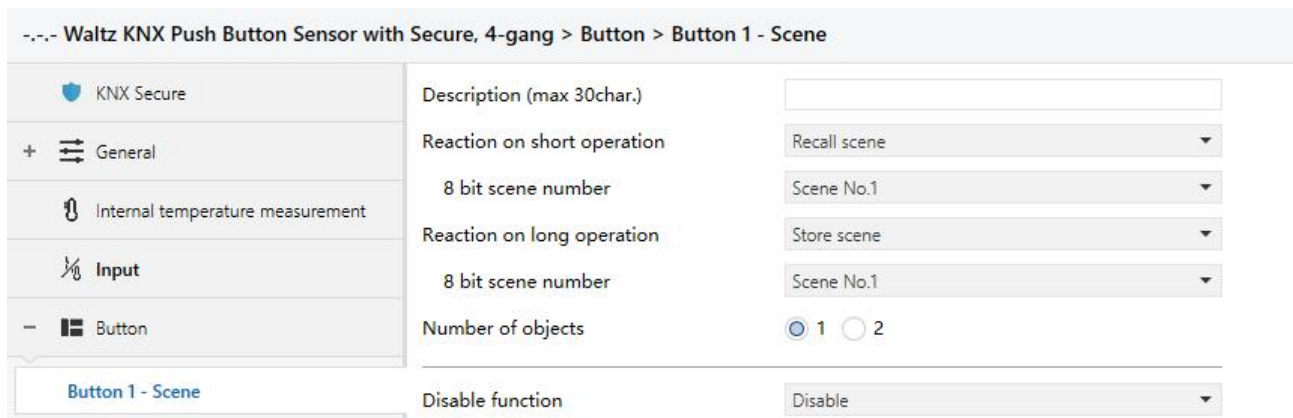 -.-.- Waltz KNX Push Button Sensor with Secure, 4-gang > Button > Button 1 - Scene
KNX Secure
+ General
Internal temperature measurement
Input
− Button
Button 1 - Scene
Description (max 30char.)
Reaction on short operation Recall scene
8 bit scene number Scene No.1
Reaction on long operation Store scene
8 bit scene number Scene No.1
Number of objects 1 2
Disable function Disable